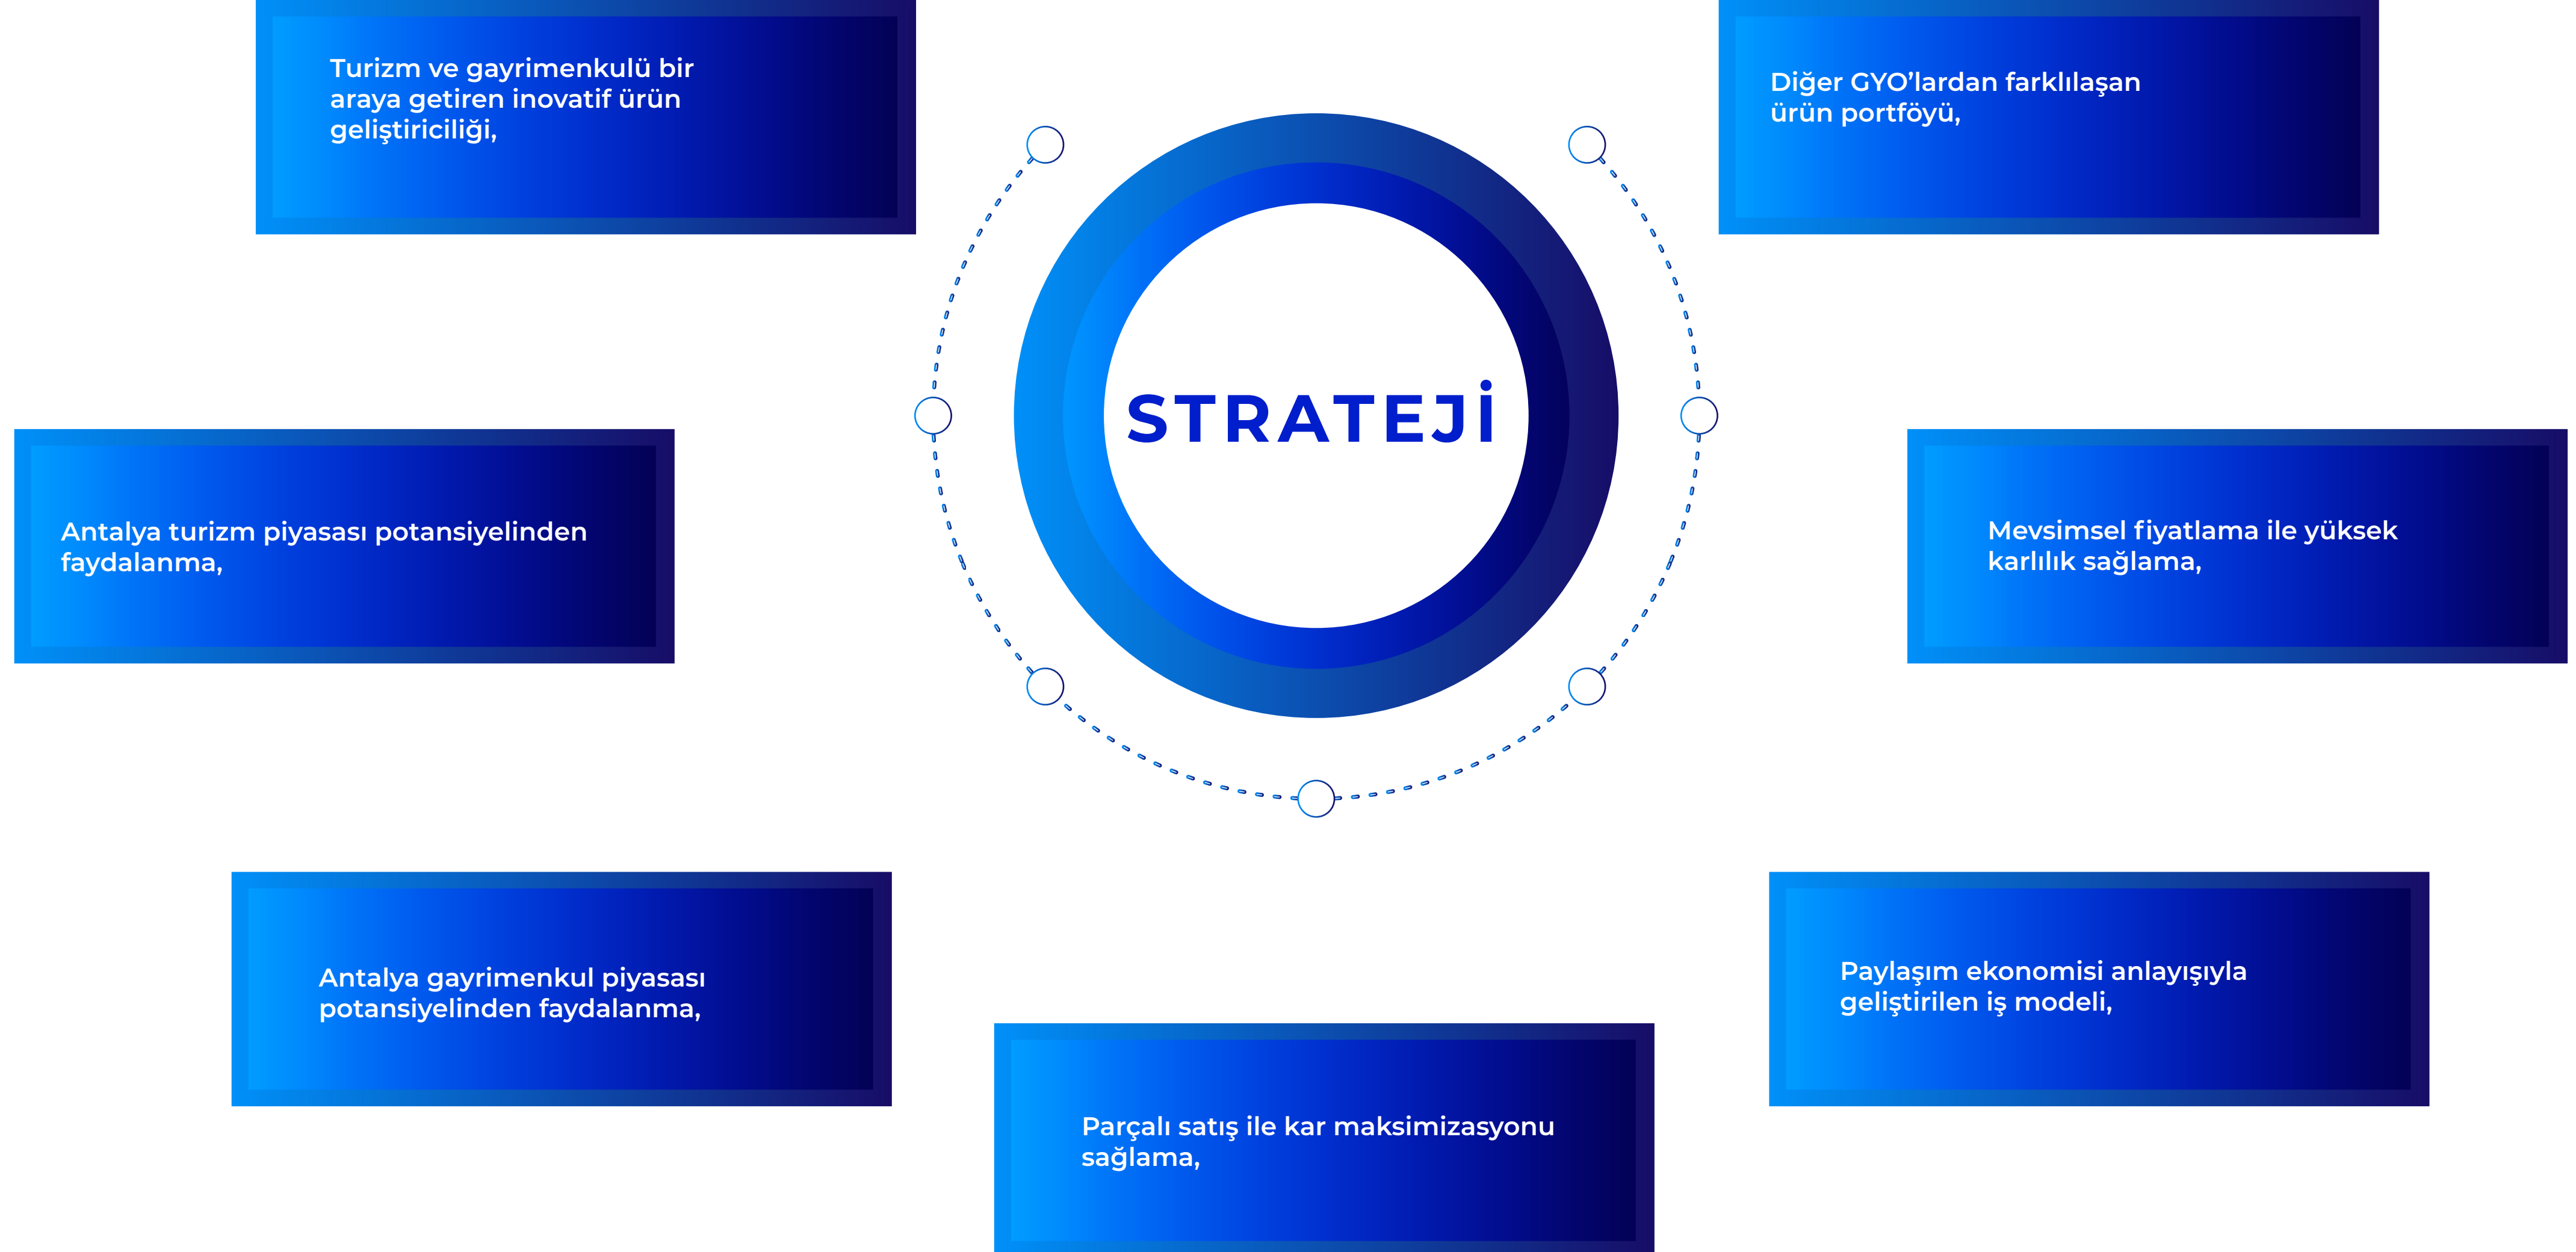 Turizm ve gayrimenkulü bir
araya getiren inovatif ürün
geliştiriciliği,
Diğer GYO’lardan farklılaşan
ürün portföyü,
STRATEJİ
Antalya turizm piyasası potansiyelinden
faydalanma,
Mevsimsel fiyatlama ile yüksek
karlılık sağlama,
Antalya gayrimenkul piyasası
potansiyelinden faydalanma,
Paylaşım ekonomisi anlayışıyla
geliştirilen iş modeli,
Parçalı satış ile kar maksimizasyonu
sağlama,